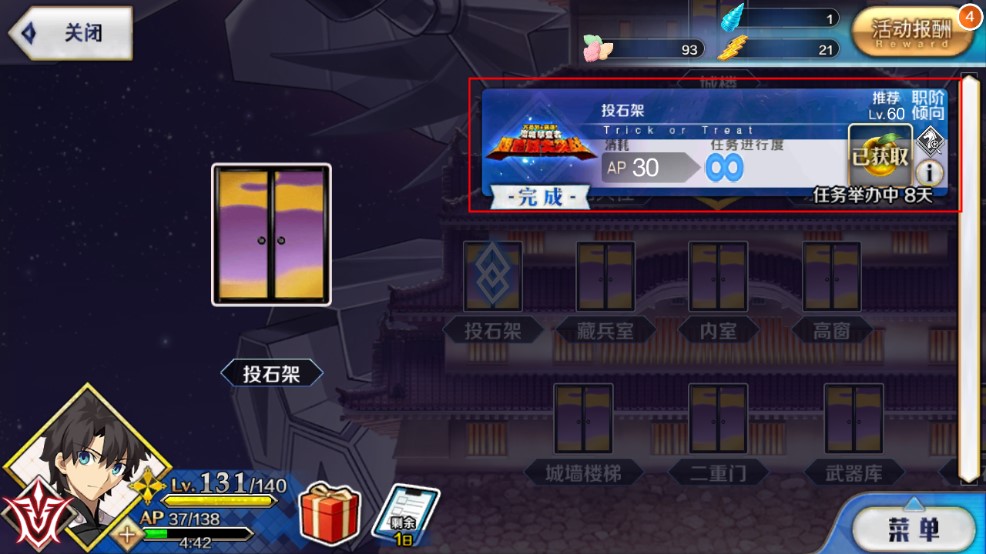 关闭
1
93
21
活动报酬
Reward
4
城楼
投石架
Trick or Treat
推荐
Lv.60
职阶
倾向
消耗
AP 30
任务进行度
已获取
-完成-
任务举办中 8天
投石架
藏兵室
内室
高窗
投石架
城墙楼梯
二重门
武器库
Lv.131/140
AP 37/138
4:42
剩余
1日
菜单